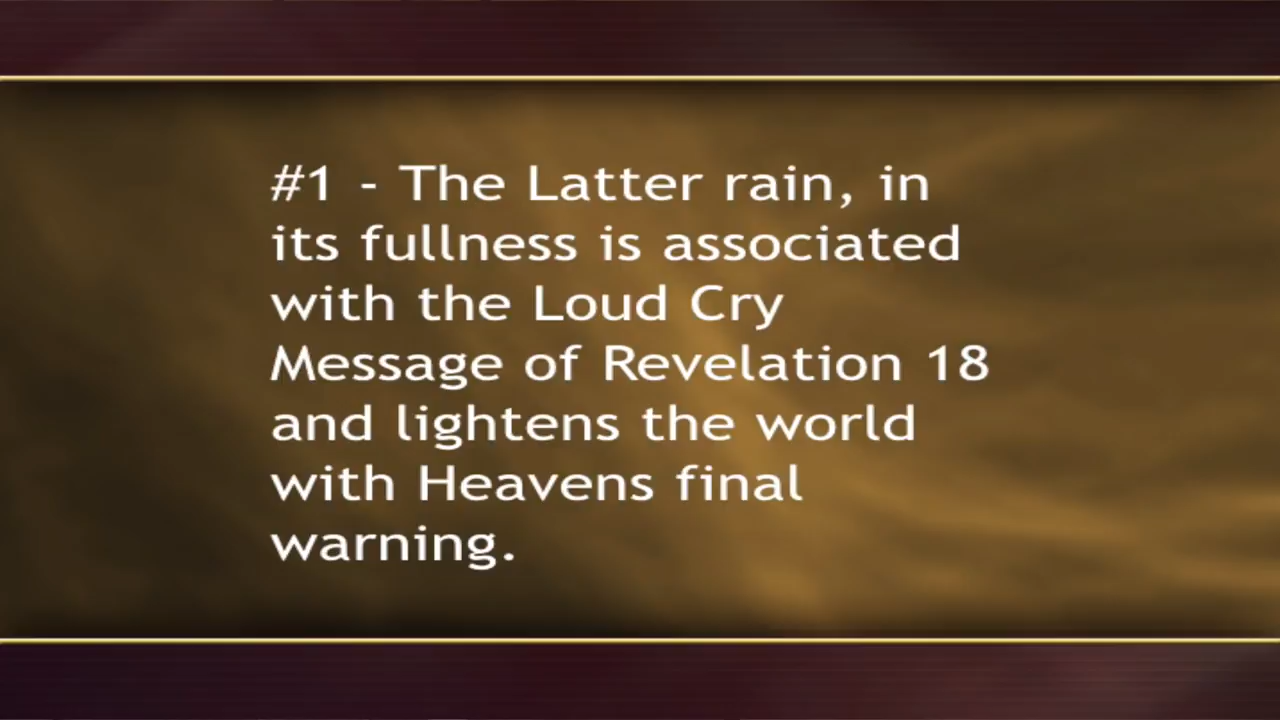 #1 - The Latter rain, in
its fullness is associated
with the Loud Cry
Message of Revelation 18
and lightens the world
with Heavens final
warning.